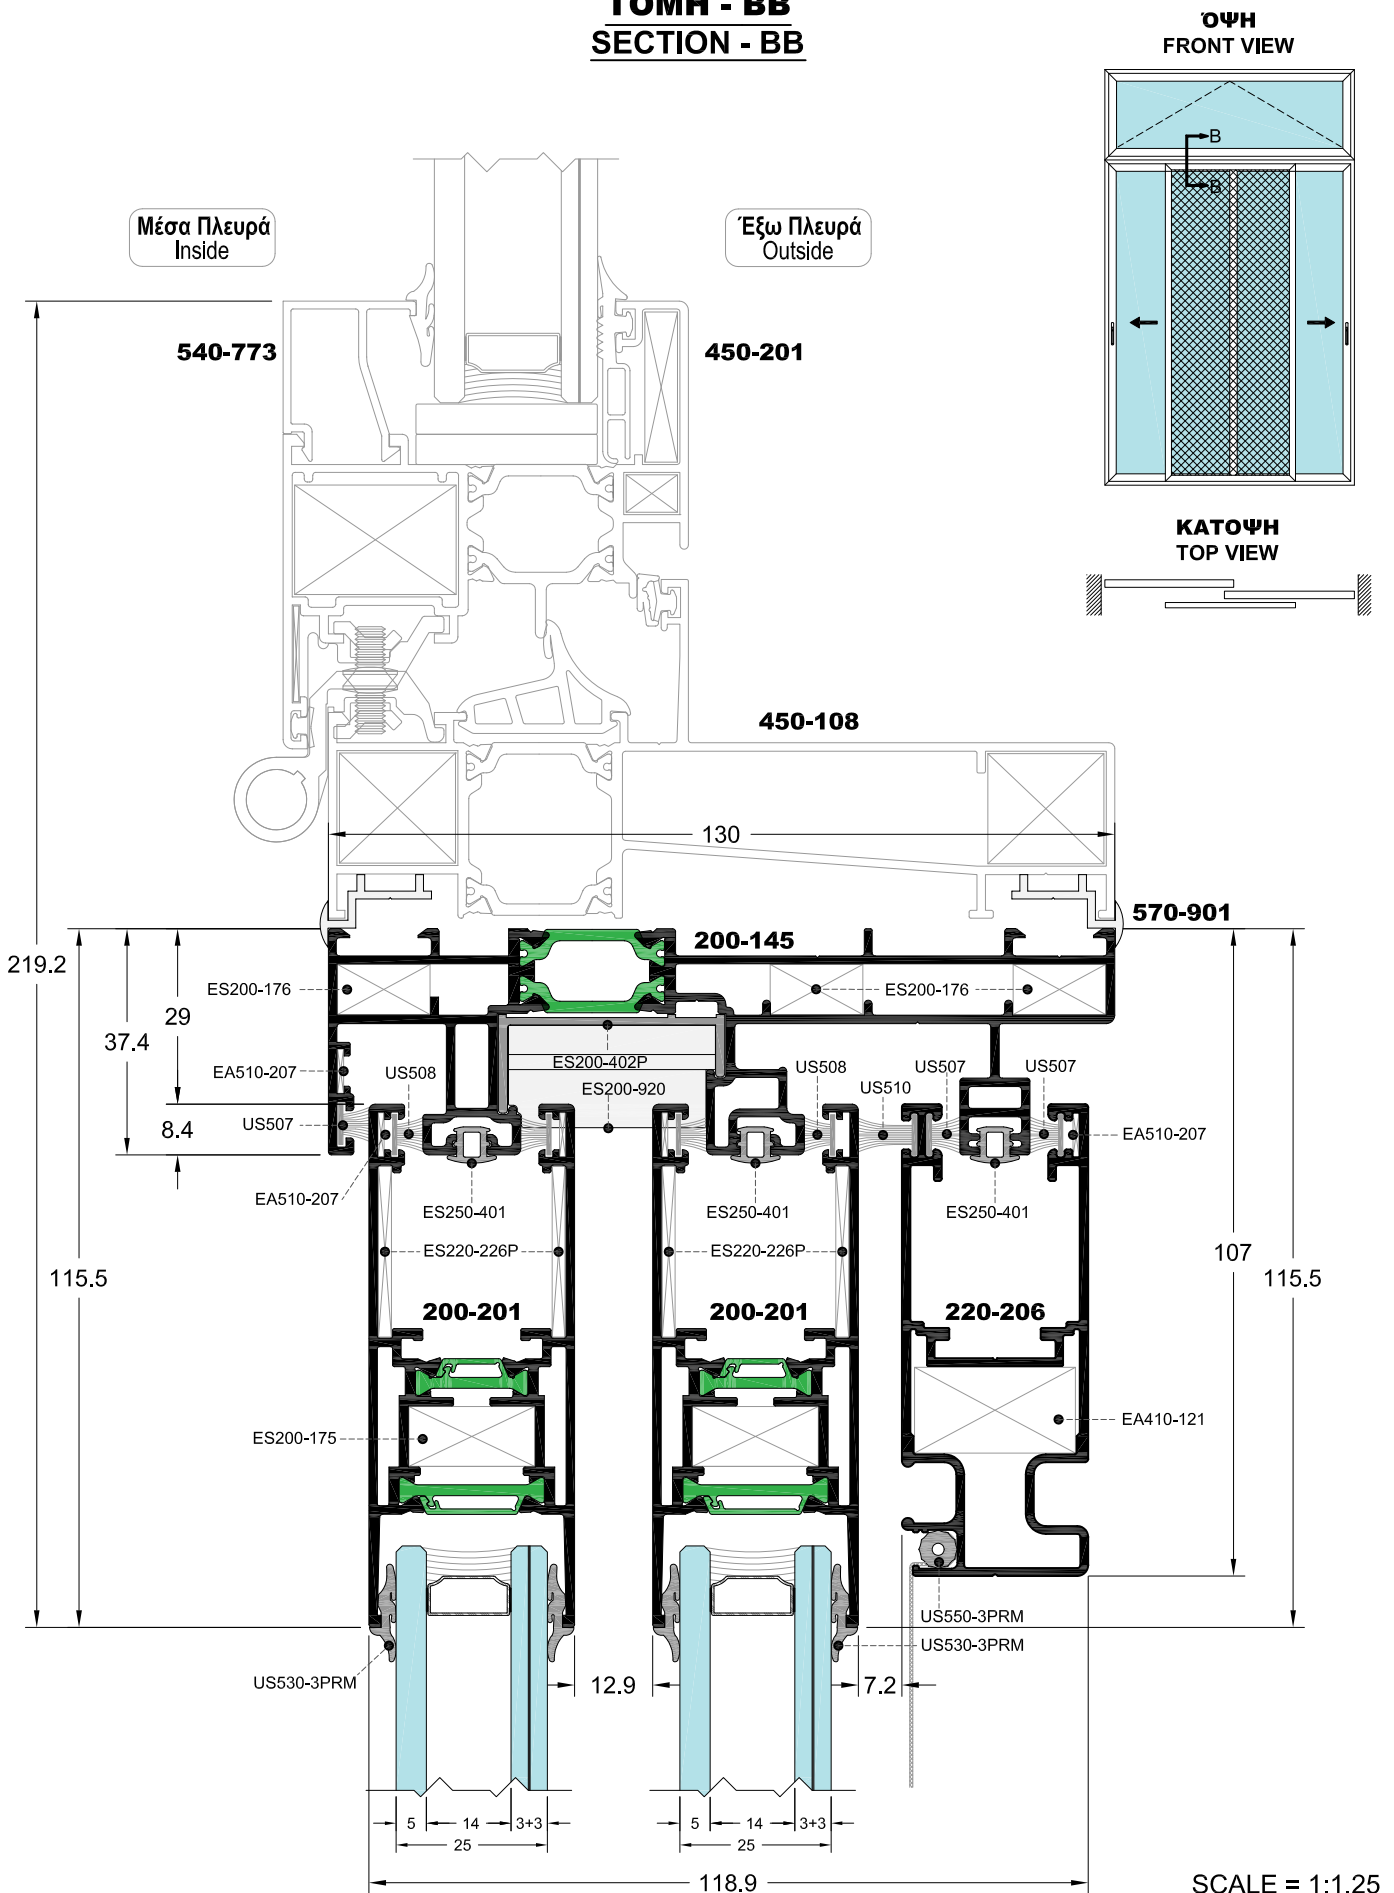 ΤΟΜΗ - BB
SECTION - BB
ΌΨΗ
FRONT VIEW
B
B
Μέσα Πλευρά
Inside
Έξω Πλευρά
Outside
540-773
450-201
ΚΑΤΟΨΗ
TOP VIEW
450-108
130
570-901
200-145
219.2
ES200-176
ES200-176
29
37.4
ES200-402P
EA510-207
US508
US508
US507
US507
ES200-920
US510
US507
8.4
EA510-207
EA510-207
ES250-401
ES250-401
ES250-401
ES220-226P
ES220-226P
107
115.5
115.5
200-201
200-201
220-206
EA410-121
ES200-175
US550-3PRM
US530-3PRM
US530-3PRM
12.9
7.2
5
14
3+3
5
14
3+3
25
25
118.9
SCALE = 1:1.25